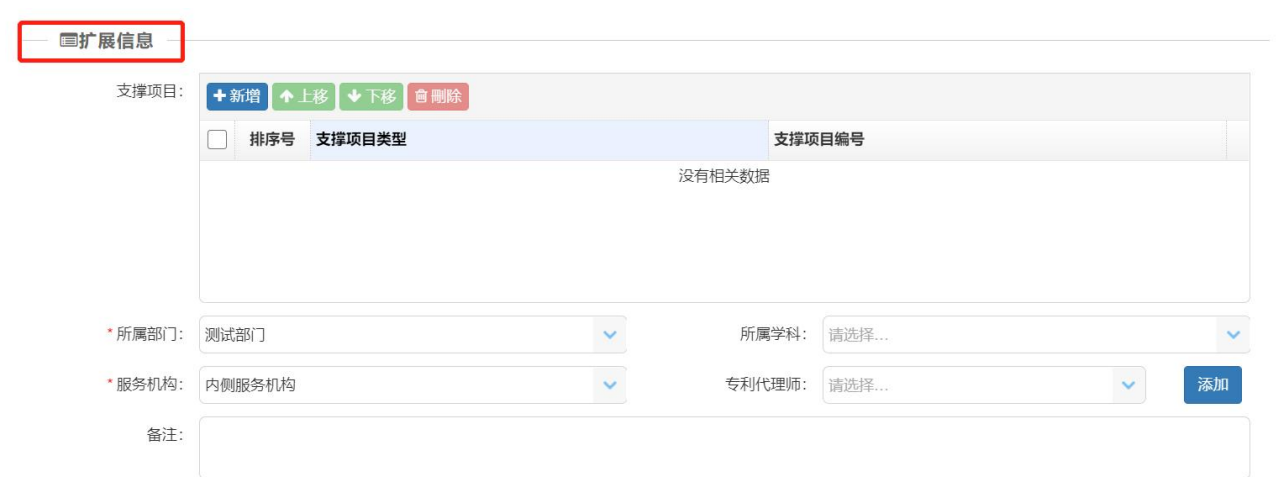 扩展信息
支撑项目：
新增 上移 下移 刪除
排序号 支撑项目类型 支撑项目编号
没有相关数据
*所属部门： 测试部门 所属学科： 请选择...
*服务机构： 内侧服务机构 专利代理师： 请选择... 添加
备注：